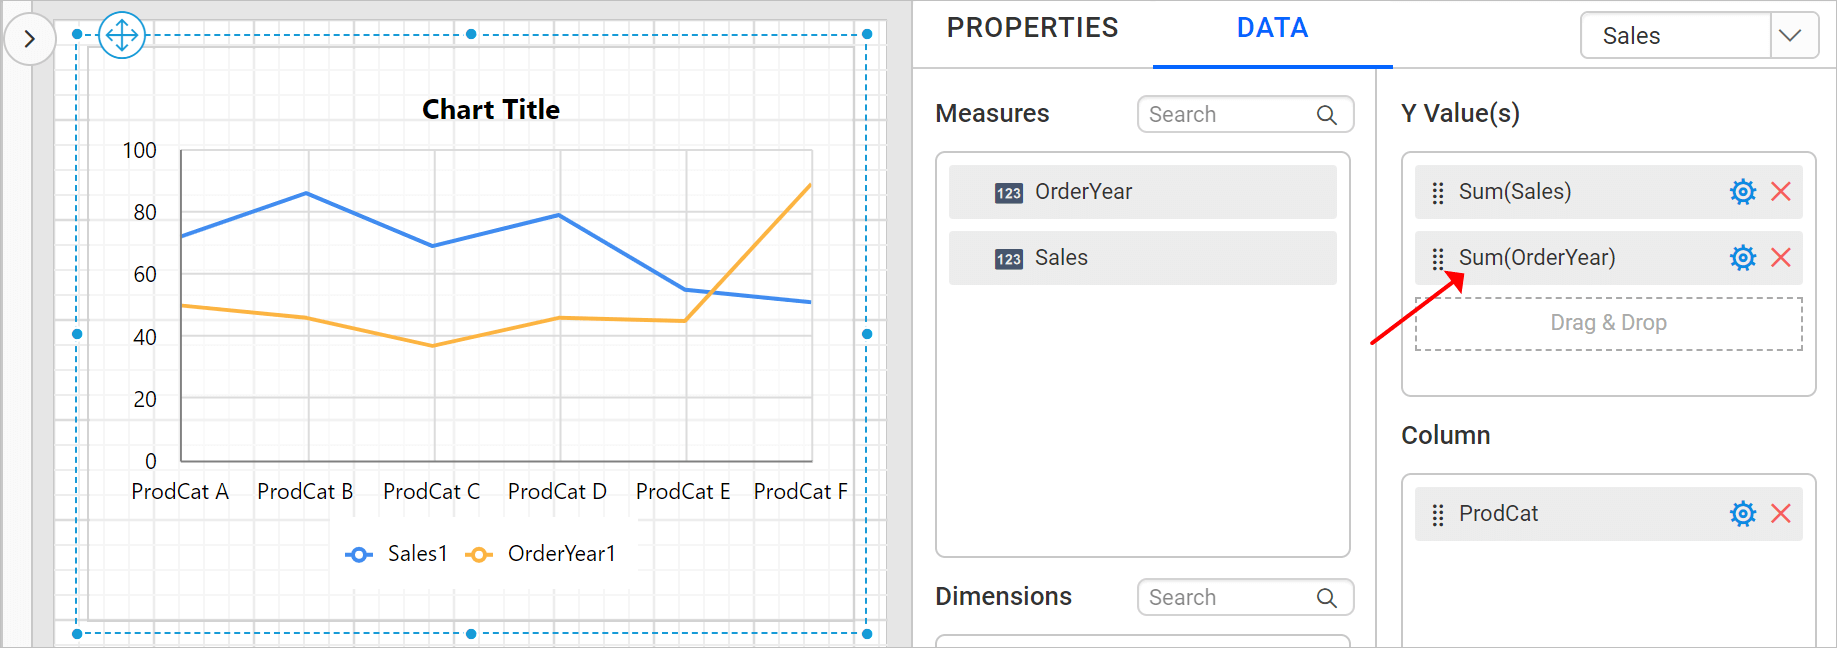 Chart Title
100
80
60
40
20
0
ProdCat A ProdCat B ProdCat C ProdCat D ProdCat E ProdCat F
Sales1 OrderYear1
PROPERTIES DATA
Sales
Measures Search
123 OrderYear
123 Sales
Dimensions Search
Y Value(s)
Sum(Sales)
Sum(OrderYear)
Drag & Drop
Column
ProdCat